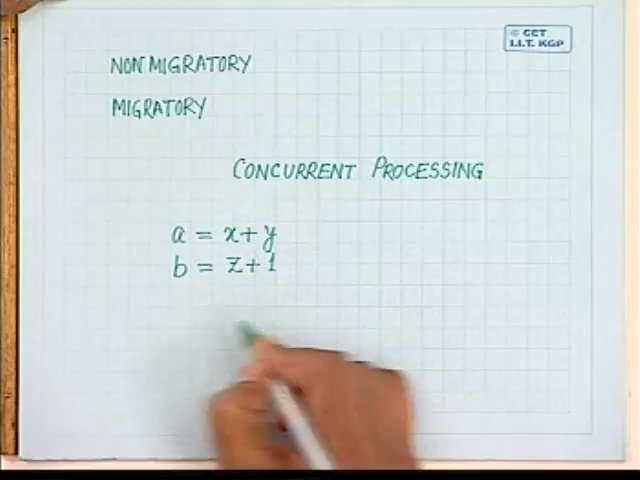 © CET
I.I.T. KGP
NON MIGRATORY
MIGRATORY
CONCURRENT PROCESSING
a = x + y
b = z + 1